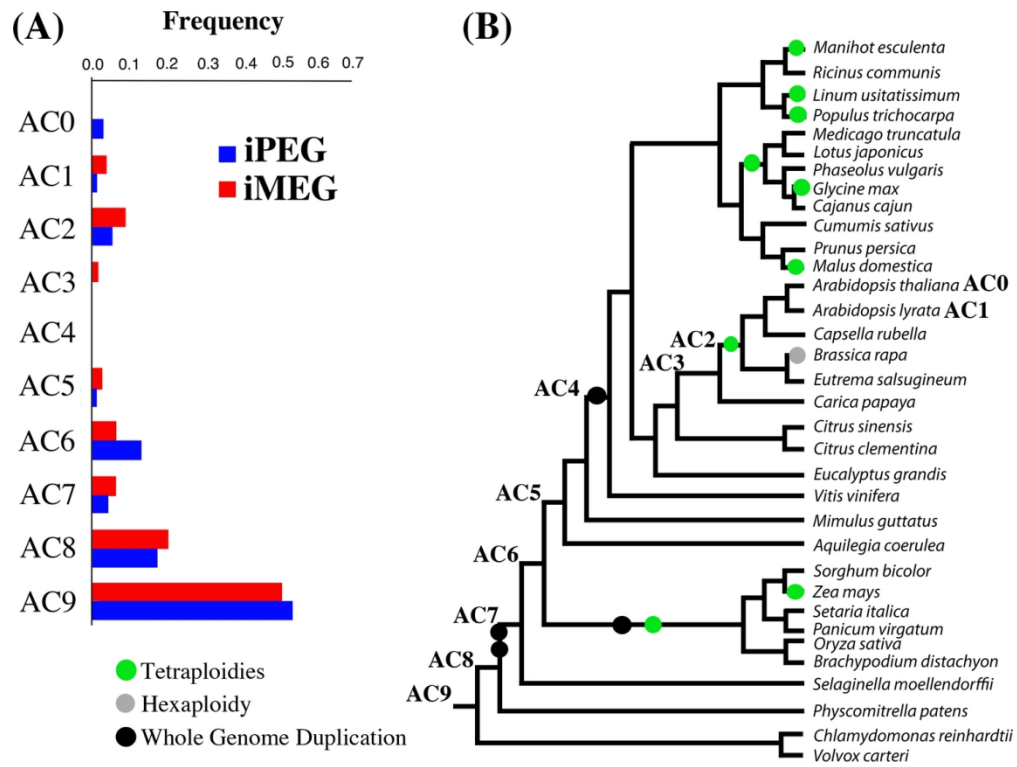 (A)
Frequency
0.0 0.1 0.2 0.3 0.4 0.5 0.6 0.7
AC0
AC1
AC2
AC3
AC4
AC5
AC6
AC7
AC8
AC9
iPEG
iMEG
Tetraploidies
Hexaploidy
Whole Genome Duplication
(B)
Manihot esculenta
Ricinus communis
Linum usitatissimum
Populus trichocarpa
Medicago truncatula
Lotus japonicus
Phaseolus vulgaris
Glycine max
Cajanus cajun
Cumumis sativus
Prunus persica
Malus domestica
Arabidopsis thaliana AC0
Arabidopsis lyrata AC1
Capsella rubella
AC2
Brassica rapa
AC3
Eutrema salsugineum
AC4
Carica papaya
Citrus sinensis
Citrus clementina
Eucalyptus grandis
AC5
Vitis vinifera
Mimulus guttatus
Aquilegia coerulea
AC6
Sorghum bicolor
Zea mays
AC7
Setaria italica
Panicum virgatum
Oryza sativa
Brachypodium distachyon
AC8
Selaginella moellendorffii
AC9
Physcomitrella patens
Chlamydomonas reinhardtii
Volvox carteri